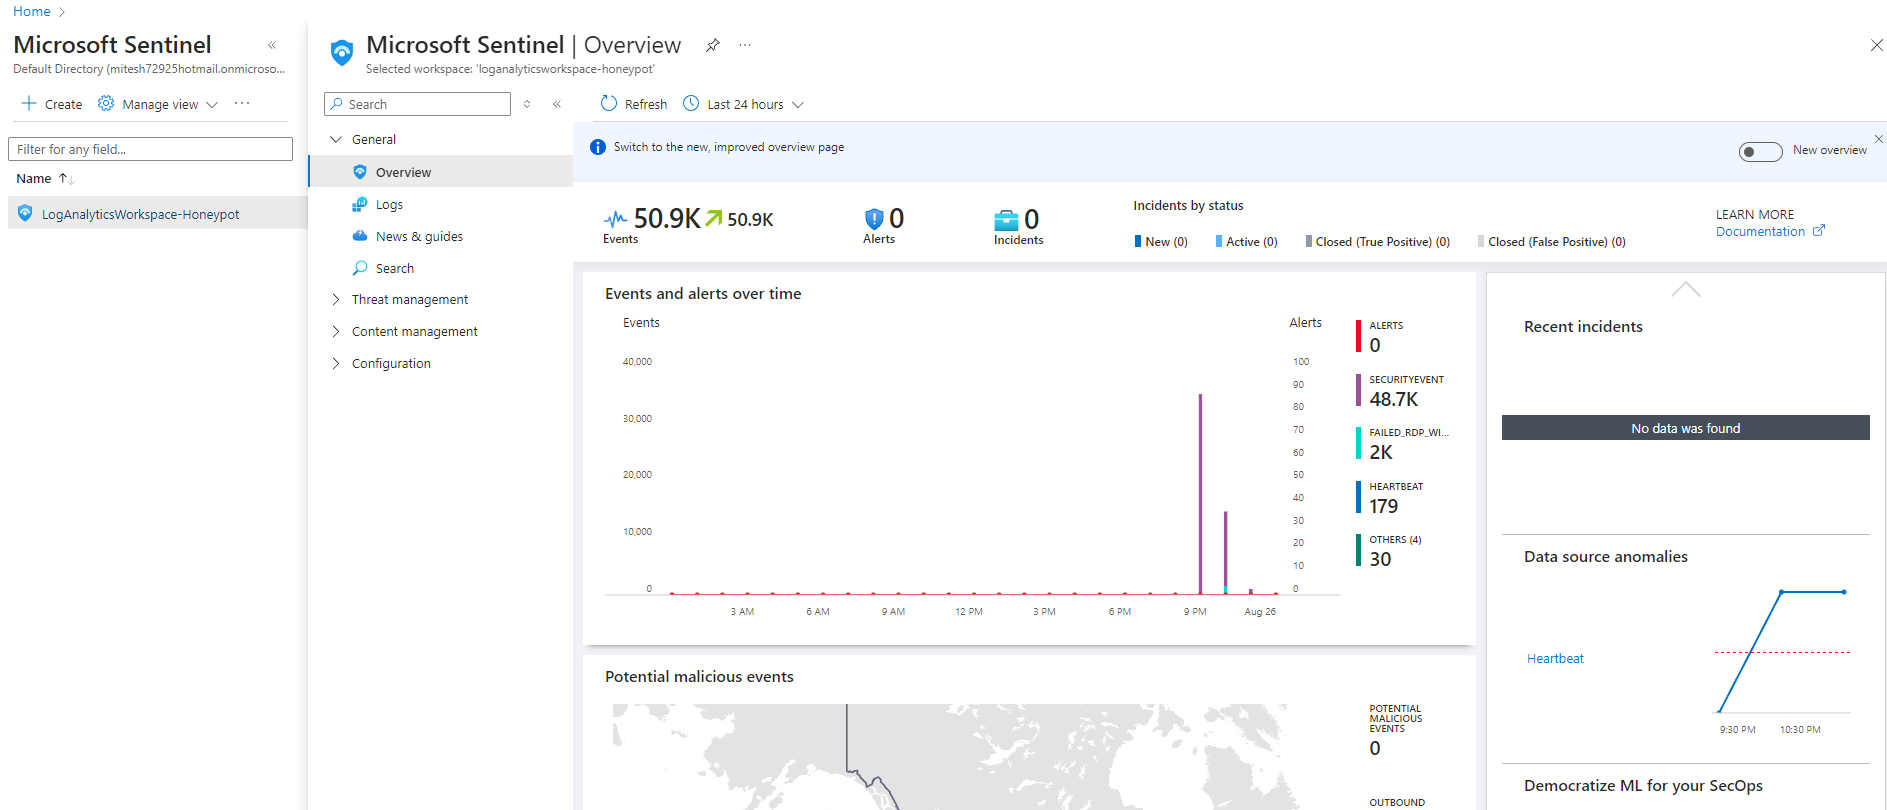 Home
Microsoft Sentinel
Default Directory (mitesh72925hotmail.onmicroso...
Create
Manage view
...
Filter for any field...
Name
LogAnalyticsWorkspace-Honeypot
Microsoft Sentinel | Overview
...
Selected workspace: 'loganalyticsworkspace-honeypot'
Search
General
Overview
Logs
News & guides
Search
Threat management
Content management
Configuration
Refresh
Last 24 hours
Switch to the new, improved overview page
New overview
50.9K
50.9K
Events
0
Alerts
0
Incidents
Incidents by status
New (0)
Active (0)
Closed (True Positive) (0)
Closed (False Positive) (0)
LEARN MORE
Documentation
Events and alerts over time
Events
40,000
30,000
20,000
10,000
0
Alerts
100
90
80
70
60
50
40
30
20
10
0
3 AM
6 AM
9 AM
12 PM
3 PM
6 PM
9 PM
Aug 26
ALERTS
0
SECURITYEVENT
48.7K
FAILED_RDP_WI...
2K
HEARTBEAT
179
OTHERS (4)
30
Potential malicious events
POTENTIAL
MALICIOUS
EVENTS
0
OUTBOUND
Recent incidents
No data was found
Data source anomalies
Heartbeat
9:30 PM
10:30 PM
Democratize ML for your SecOps